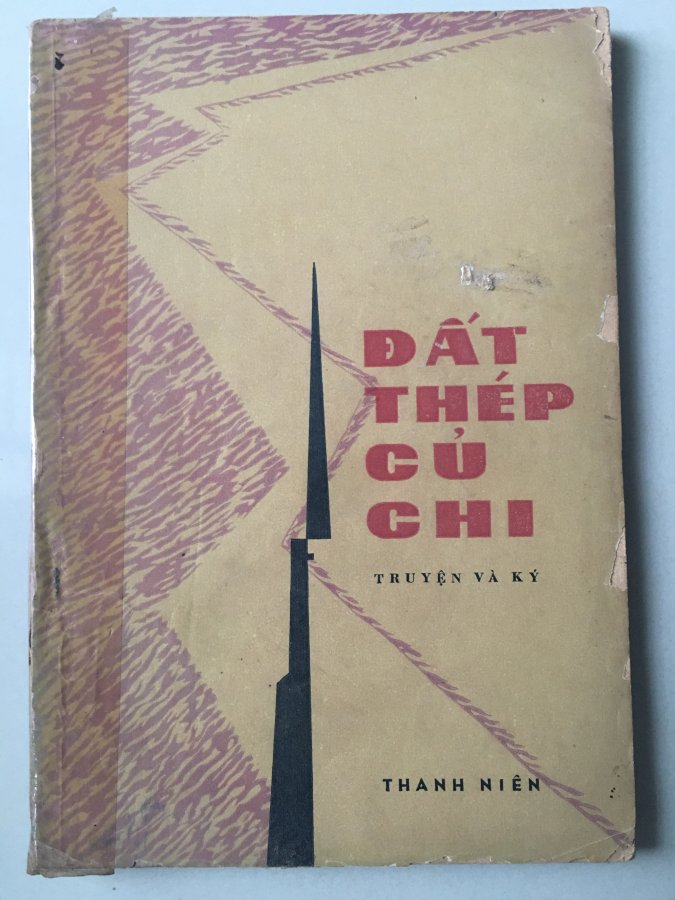 ĐẤT
THÉP
CỦ
CHI
TRUYỆN VÀ KÝ
THANH NIÊN